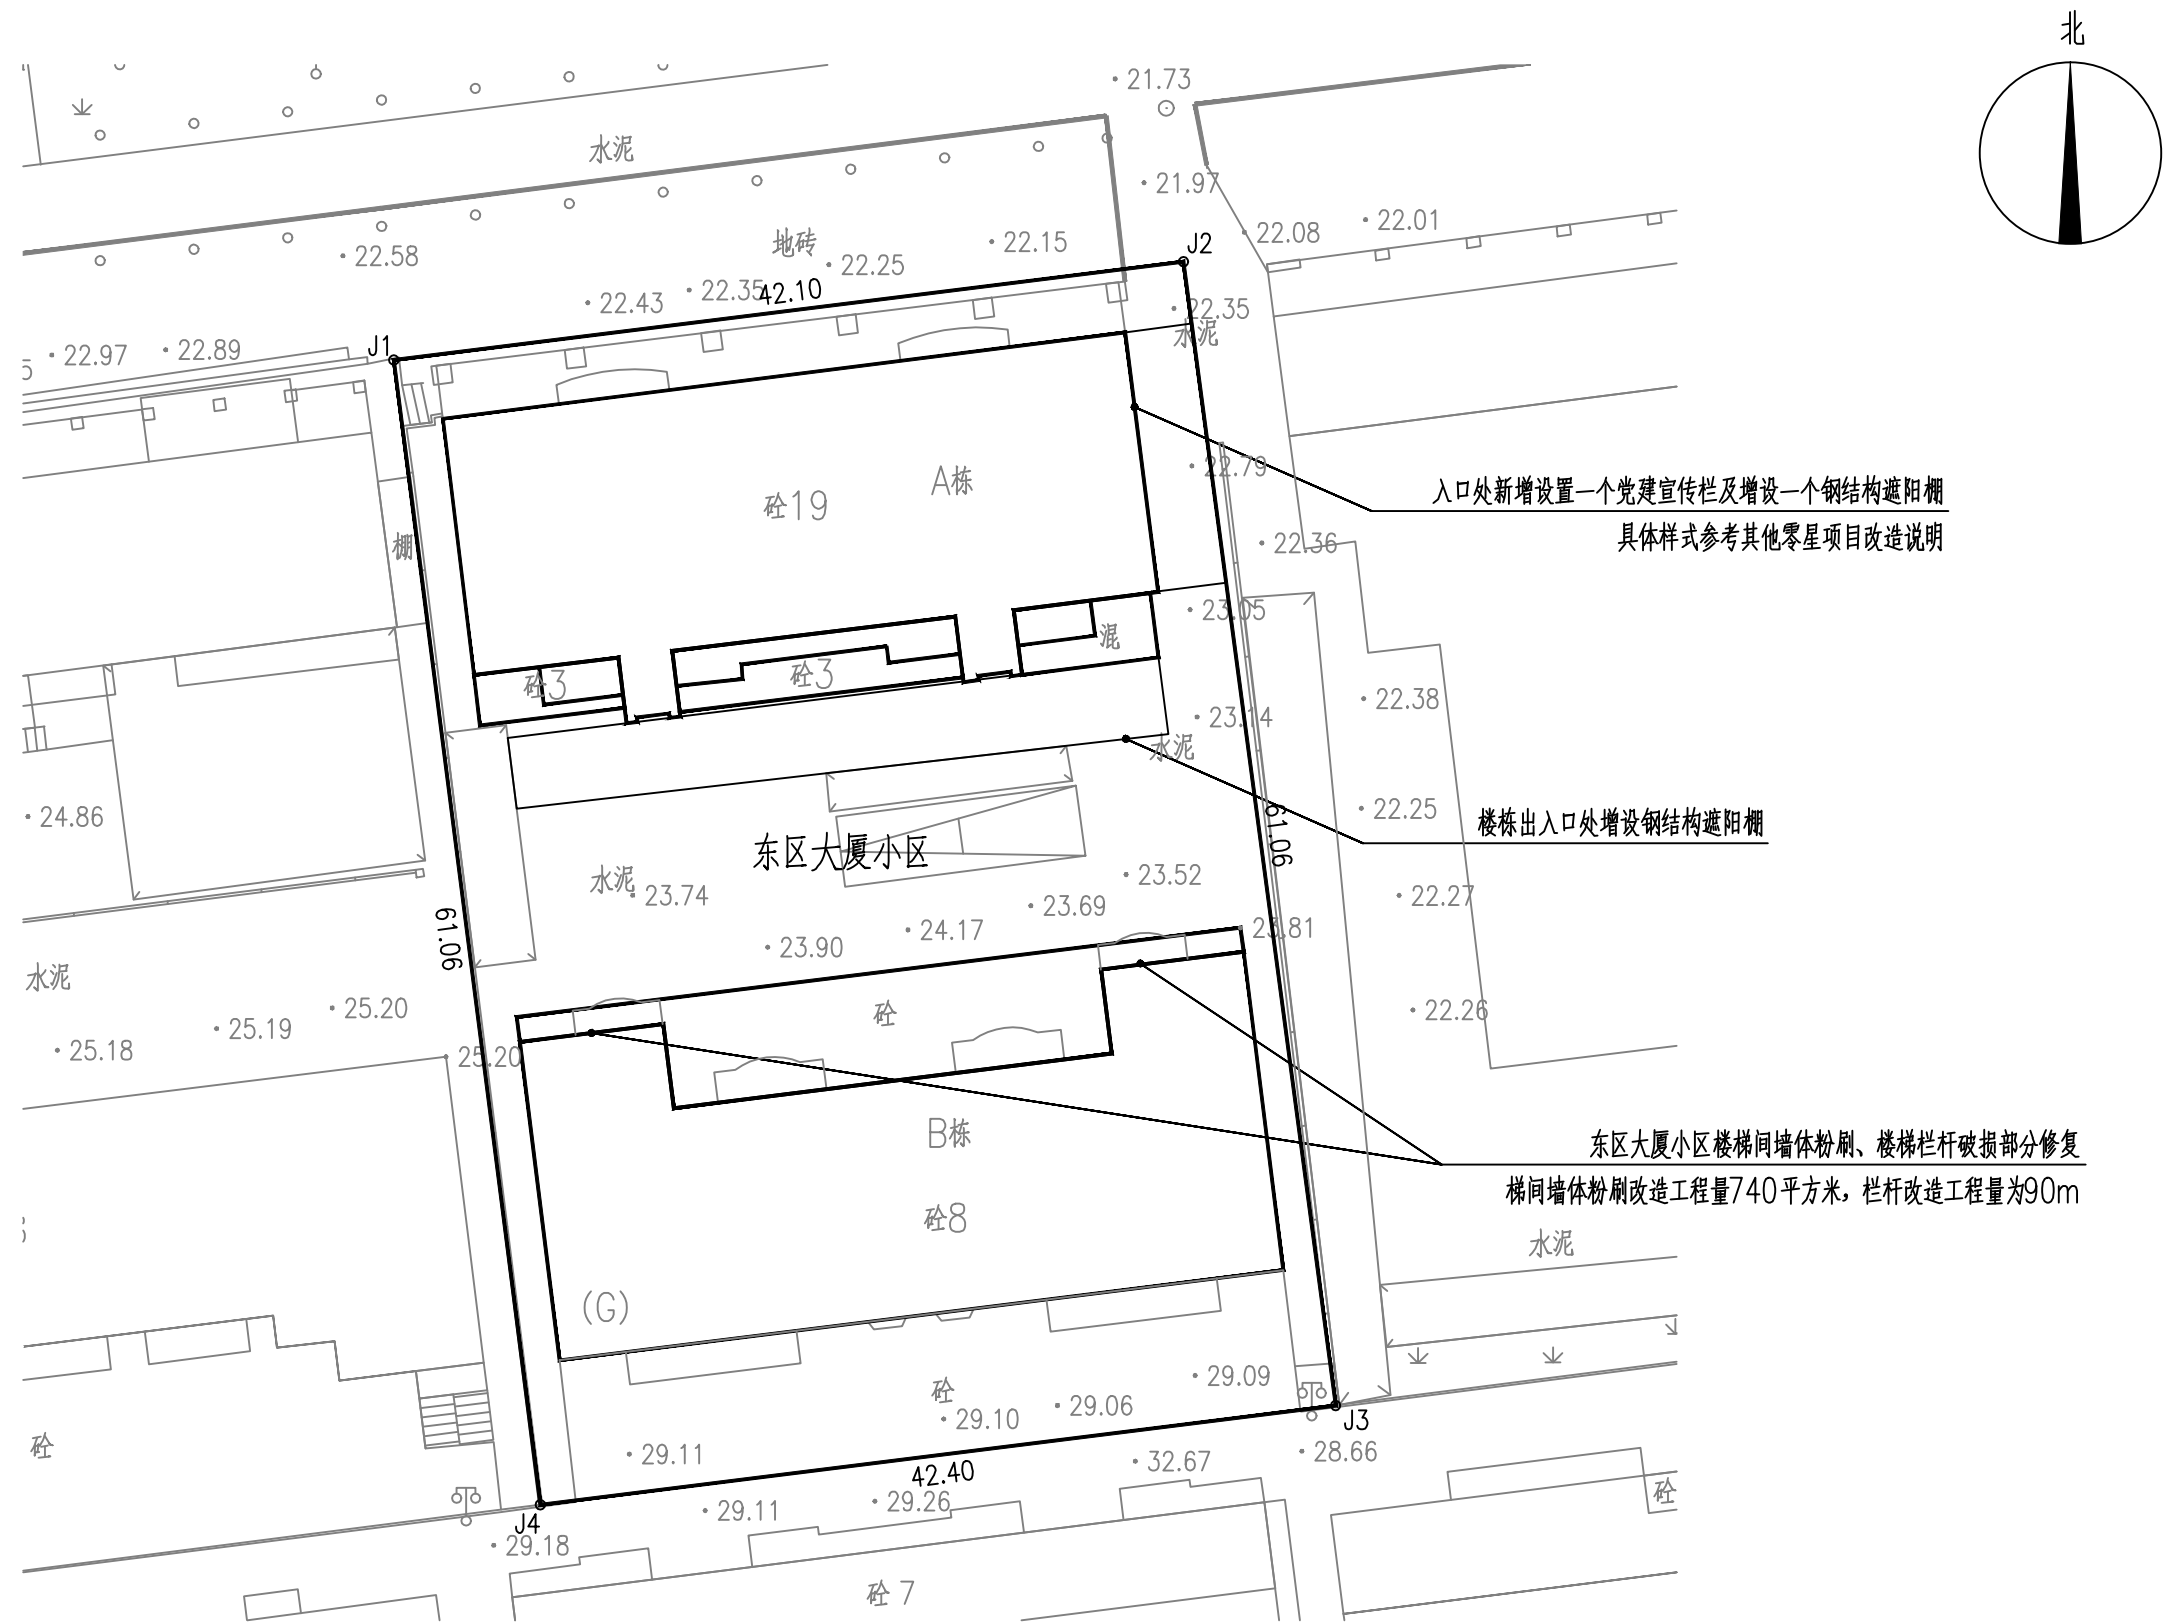 北
21.73
水泥
21.97
22.01
22.08
地砖
22.15
22.58
J2
22.25
22.35
42.10
22.43
22.35
水泥
J1
22.89
22.97
5
22.79
A栋
砼19
入口处新增设置一个党建宣传栏及增设一个钢结构遮阳棚
具体样式参考其他零星项目改造说明
棚
22.36
23.05
混
砼3
砼3
22.38
23.14
水泥
22.25
24.86
楼栋出入口处增设钢结构遮阳棚
61.06
东区大厦小区
水泥
23.74
23.52
22.27
23.69
24.17
23.81
23.90
61.06
水泥
25.20
22.26
砼
25.19
25.18
25.20
B栋
东区大厦小区楼梯间墙体粉刷、楼梯栏杆破损部分修复
梯间墙体粉刷改造工程量740平方米，栏杆改造工程量为90m
砼8
水泥
(G)
29.09
砼
29.06
29.10
J3
砼
29.11
28.66
32.67
42.40
砼
29.26
29.11
J4
29.18
砼7